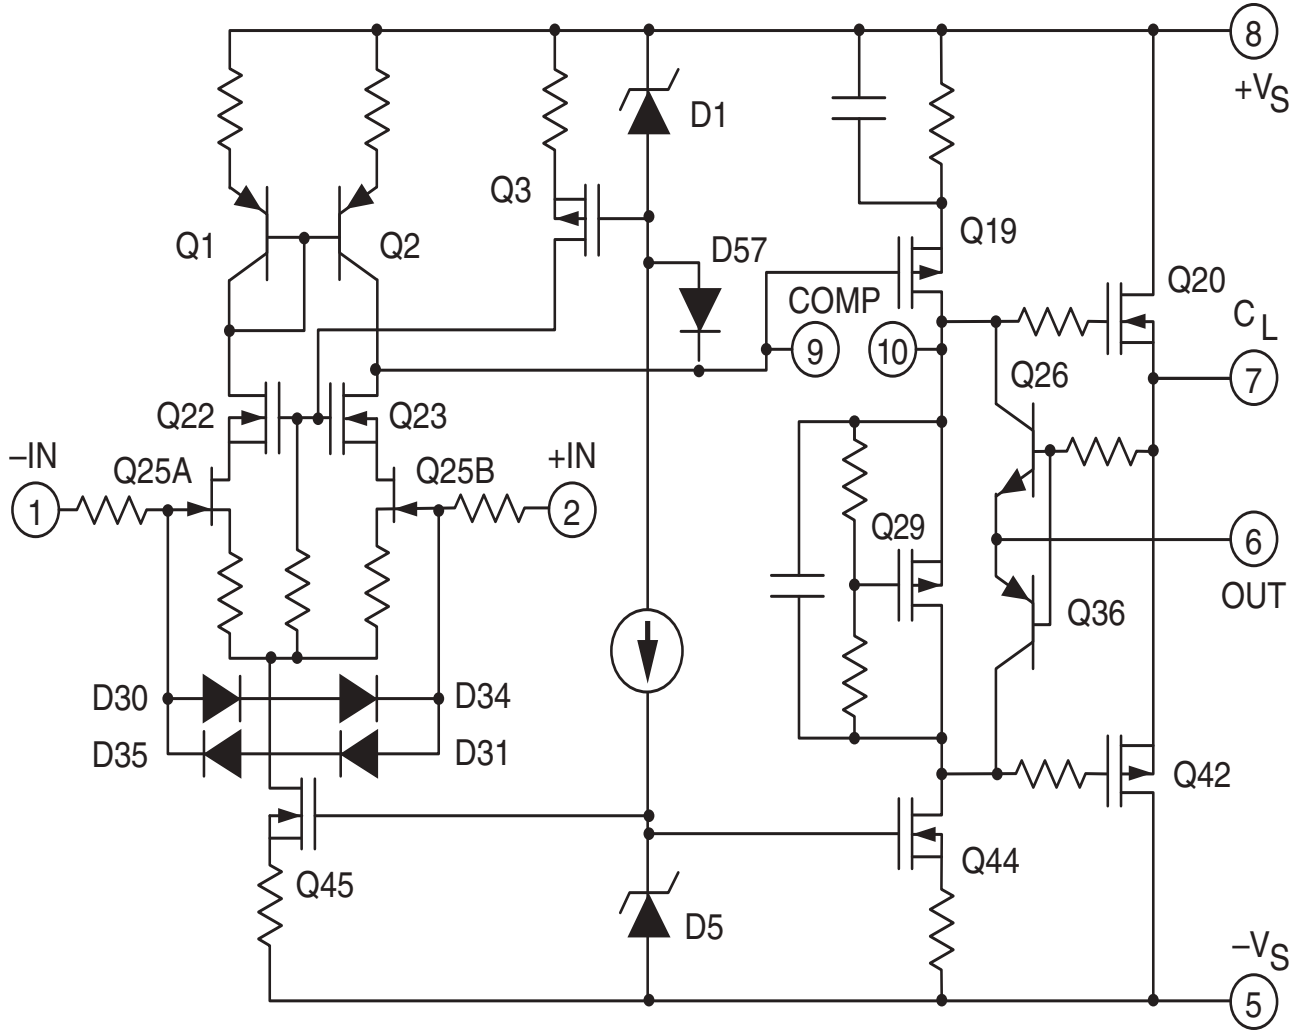 8
+VS
D1
Q3
Q1
Q2
D57
Q19
COMP
Q20
CL
9
10
7
Q26
Q22
Q23
–IN
Q25A
Q25B
+IN
1
2
Q29
6
OUT
Q36
D30
D34
D35
D31
Q42
Q44
Q45
D5
–VS
5